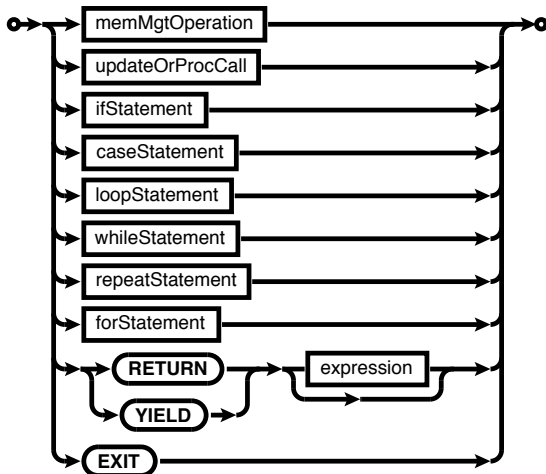 memMgtOperation
updateOrProcCall
ifStatement
caseStatement
loopStatement
whileStatement
repeatStatement
forStatement
RETURN expression
YIELD
EXIT